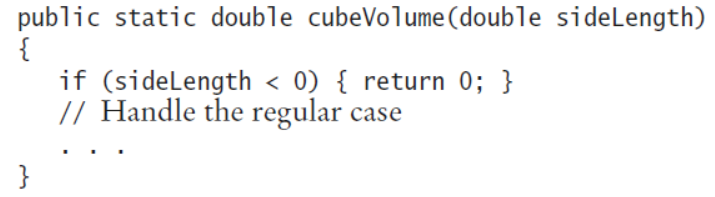 public static double cubeVolume(double sideLength)
{
if (sideLength < 0) { return 0; }
// Handle the regular case
. . .
}